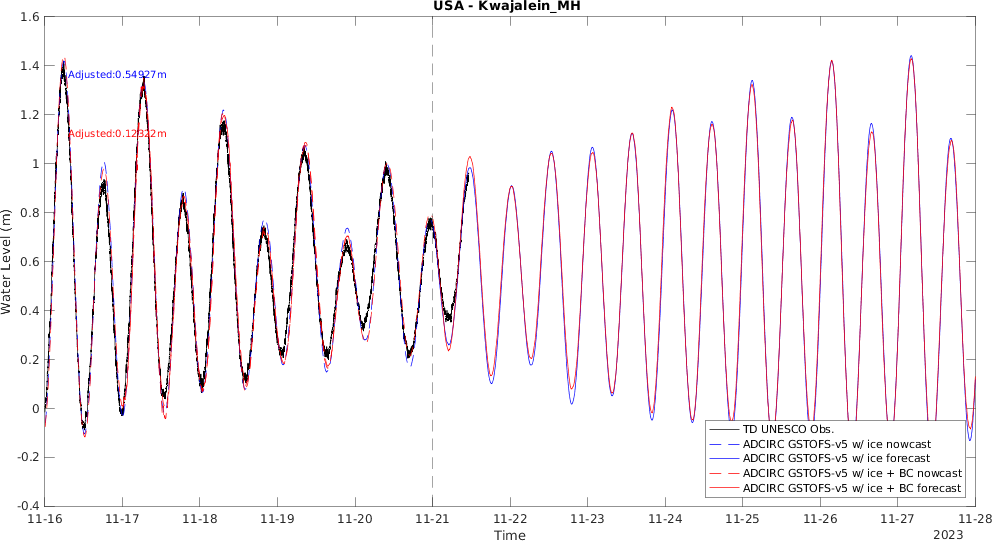 USA - Kwajalein_MH
1.6
1.4
1.2
1
0.8
0.6
0.4
0.2
0
-0.2
-0.4
Water Level (m)
Adjusted:0.54927m
Adjusted:0.12322m
TD UNESCO Obs.
ADCIRC GSTOFS-v5 w/ ice nowcast
ADCIRC GSTOFS-v5 w/ ice forecast
ADCIRC GSTOFS-v5 w/ ice + BC nowcast
ADCIRC GSTOFS-v5 w/ ice + BC forecast
11-16 11-17 11-18 11-19 11-20 11-21 11-22 11-23 11-24 11-25 11-26 11-27 11-28
Time
2023